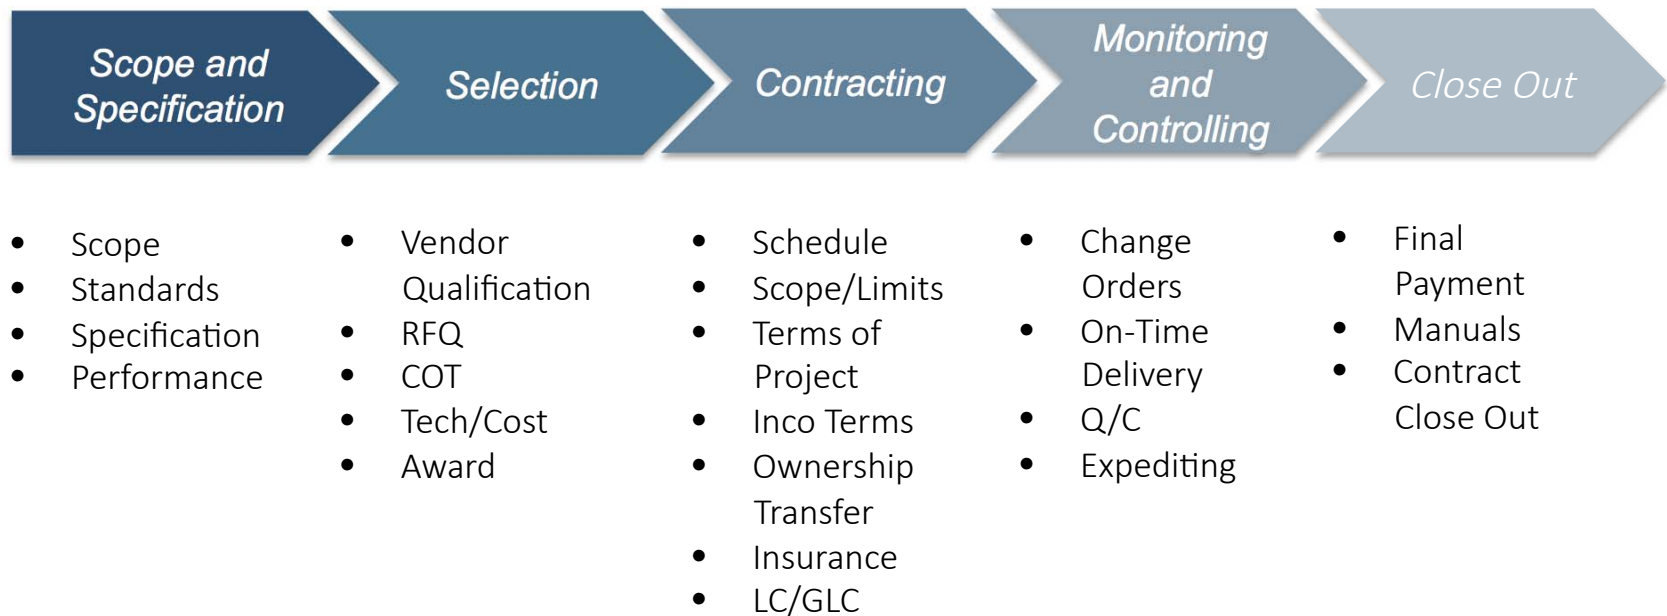 Scope and
Specification
Selection
Contracting
Monitoring
and
Controlling
Close Out
• Scope
• Standards
• Specification
• Performance
• Vendor
Qualification
• RFQ
• COT
• Tech/Cost
• Award
• Schedule
• Scope/Limits
• Terms of
Project
• Inco Terms
• Ownership
Transfer
• Insurance
• LC/GLC
• Change
Orders
• On-Time
Delivery
• Q/C
• Expediting
• Final
Payment
• Manuals
• Contract
Close Out